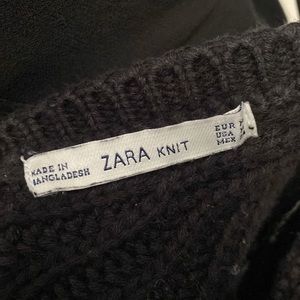 MADE IN
BANGLADESH
ZARA KNIT
EUR
USA
MEX